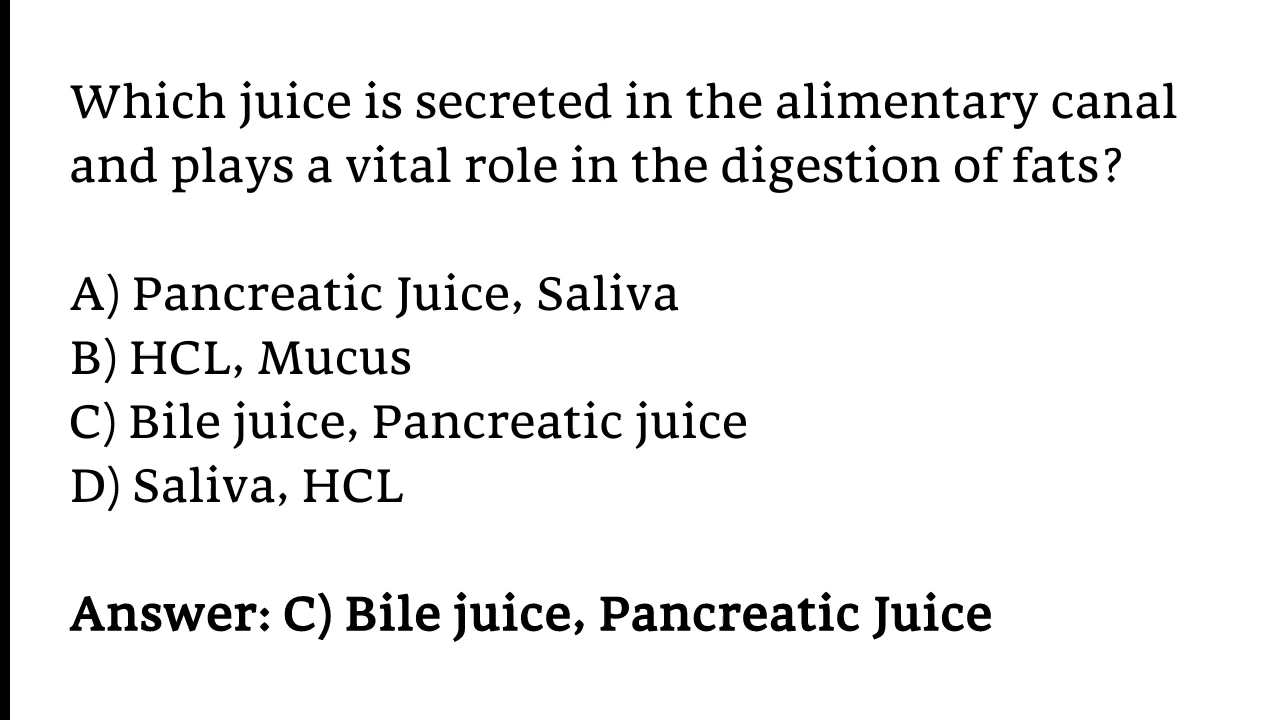 Which juice is secreted in the alimentary canal
and plays a vital role in the digestion of fats?
A) Pancreatic Juice, Saliva
B) HCL, Mucus
C) Bile juice, Pancreatic juice
D) Saliva, HCL
Answer: C) Bile juice, Pancreatic Juice